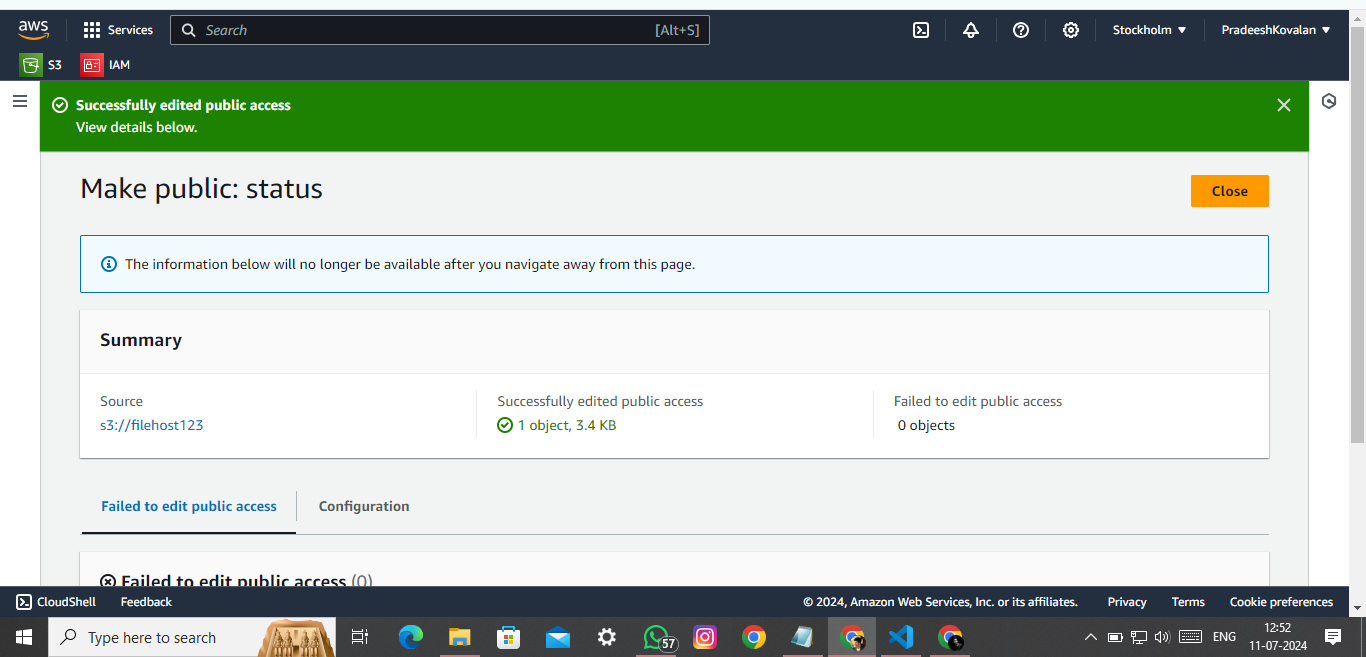 aws Services Search [Alt+S] Stockholm ▼ PradeeshKovalan ▼
S3 IAM
Successfully edited public access
View details below.
Make public: status
Close
The information below will no longer be available after you navigate away from this page.
Summary
Source Successfully edited public access Failed to edit public access
s3://filehost123 1 object, 3.4 KB 0 objects
Failed to edit public access Configuration
Failed to edit public access (0)
CloudShell Feedback © 2024, Amazon Web Services, Inc. or its affiliates. Privacy Terms Cookie preferences
Type here to search 57 ENG 12:52
11-07-2024